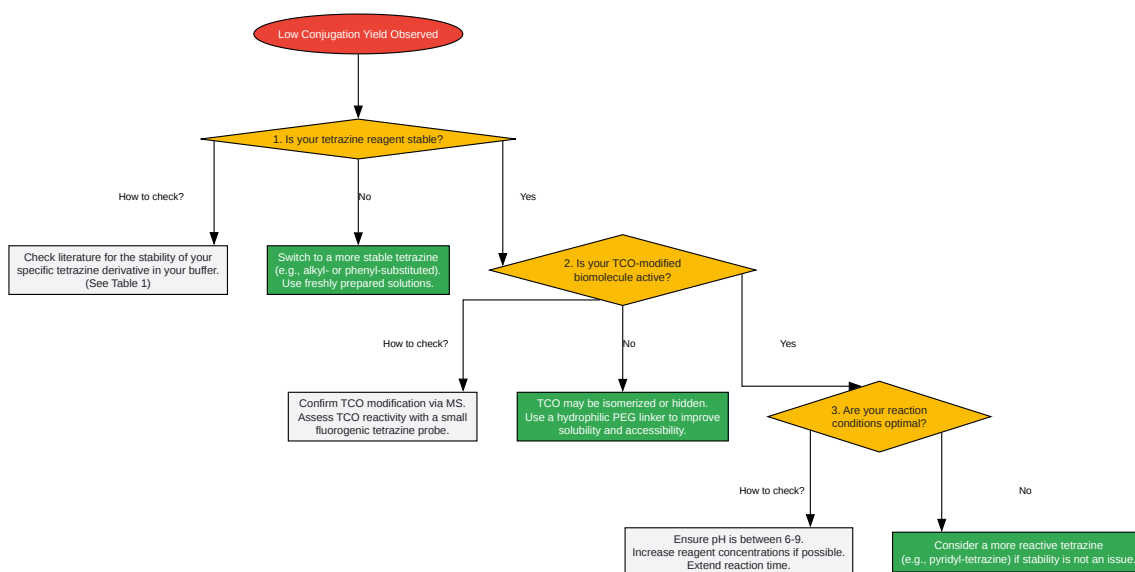 Low Conjugation Yield Observed
1. Is your tetrazine reagent stable?
How to check?
No
Yes
Check literature for the stability of your
specific tetrazine derivative in your buffer.
(See Table 1)
Switch to a more stable tetrazine
(e.g., alkyl- or phenyl-substituted).
Use freshly prepared solutions.
2. Is your TCO-modified
biomolecule active?
How to check?
No
Yes
Confirm TCO modification via MS.
Assess TCO reactivity with a small
fluorogenic tetrazine probe.
TCO may be isomerized or hidden.
Use a hydrophilic PEG linker to improve
solubility and accessibility.
3. Are your reaction
conditions optimal?
How to check?
No
Ensure pH is between 6-9.
Increase reagent concentrations if possible.
Extend reaction time.
Consider a more reactive tetrazine
(e.g., pyridyl-tetrazine) if stability is not an issue.